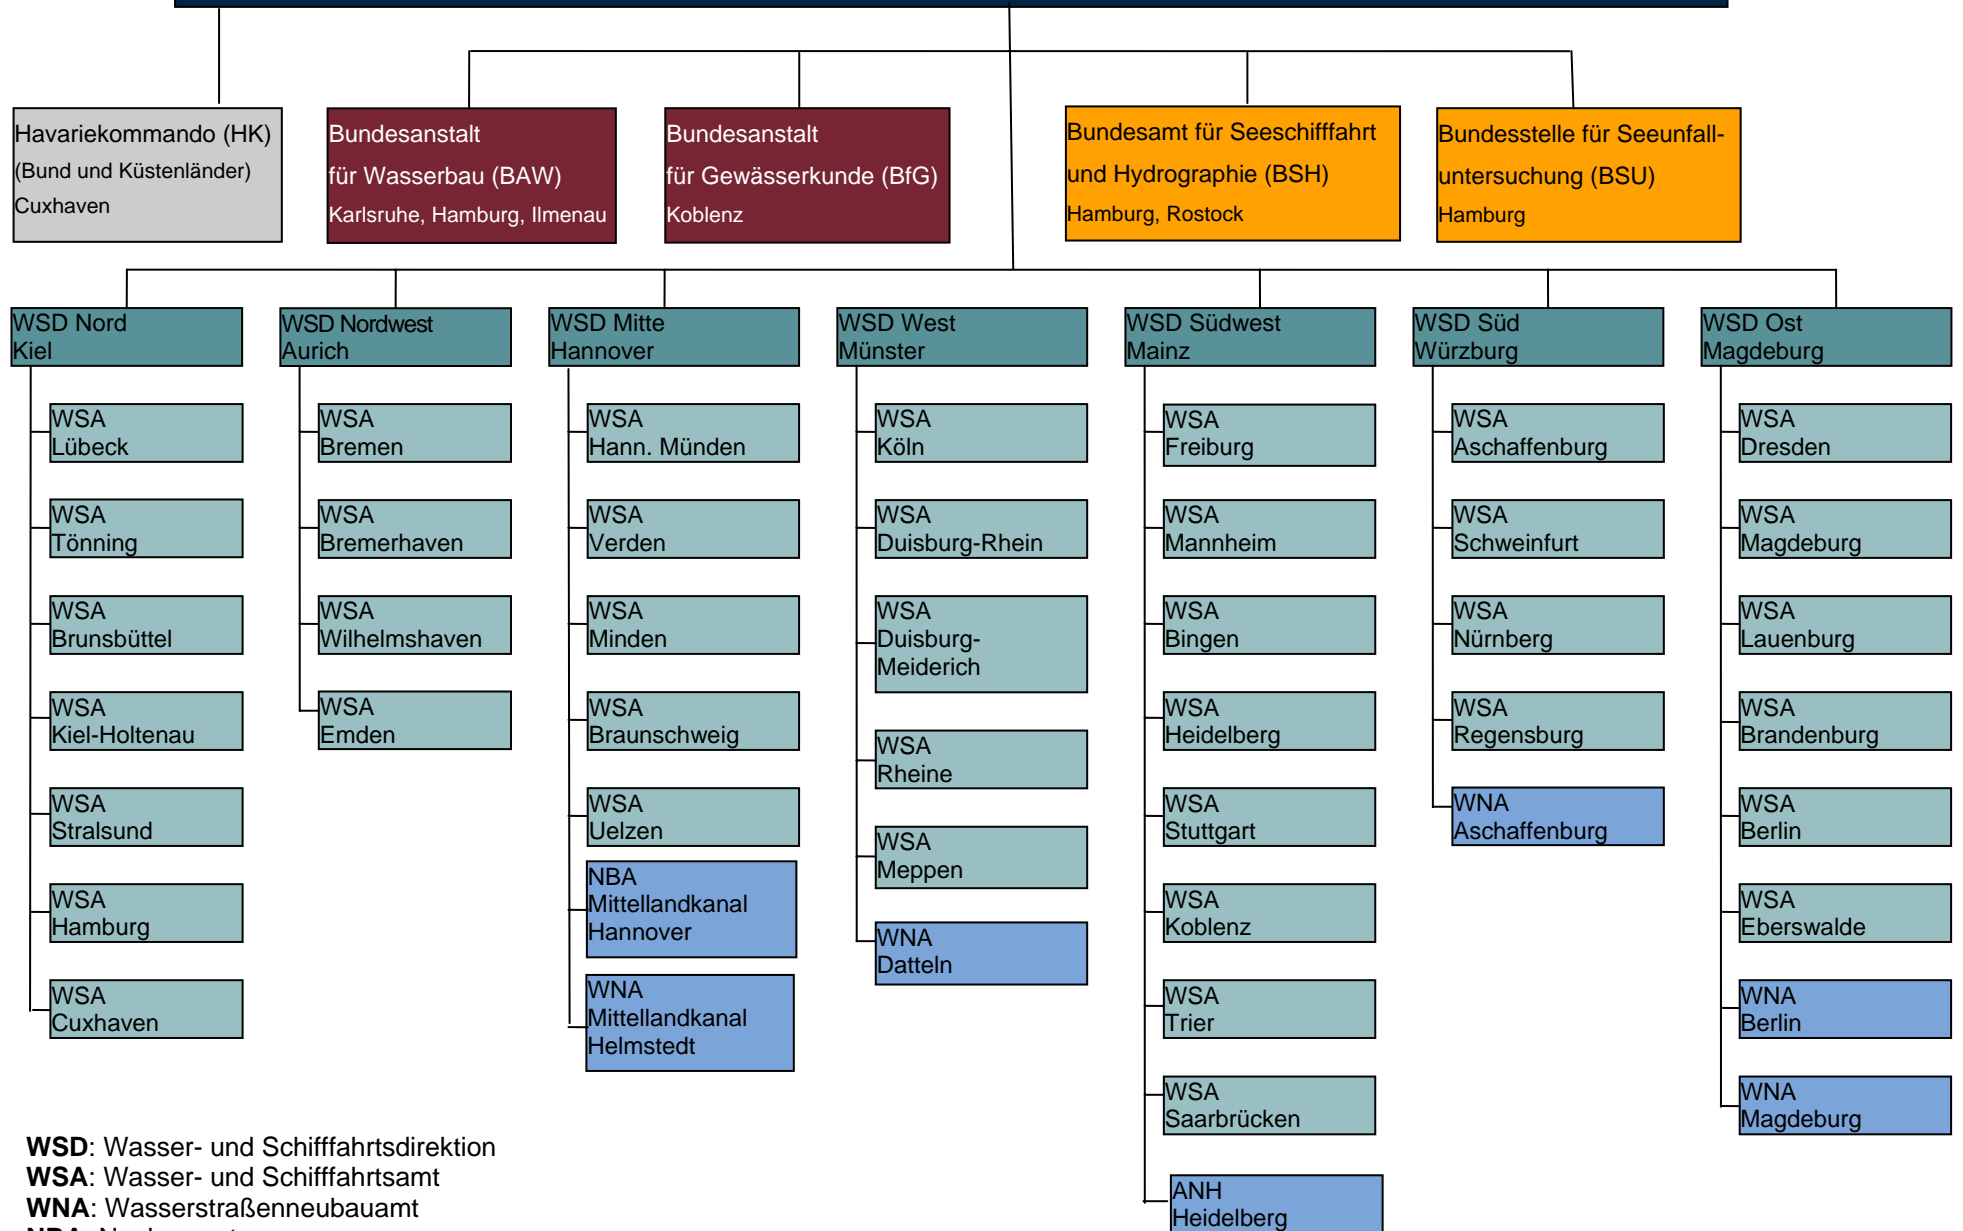 Havariekommando (HK)
(Bund und Küstenländer)
Cuxhaven
Bundesanstalt
für Wasserbau (BAW)
Karlsruhe, Hamburg, Ilmenau
Bundesanstalt
für Gewässerkunde (BfG)
Koblenz
Bundesamt für Seeschifffahrt
und Hydrographie (BSH)
Hamburg, Rostock
Bundesstelle für Seeunfall-
untersuchung (BSU)
Hamburg
WSD Nord
Kiel
WSA
Lübeck
WSA
Tönning
WSA
Brunsbüttel
WSA
Kiel-Holtenau
WSA
Stralsund
WSA
Hamburg
WSA
Cuxhaven
WSD Nordwest
Aurich
WSA
Bremen
WSA
Bremerhaven
WSA
Wilhelmshaven
WSA
Emden
WSD Mitte
Hannover
WSA
Hann. Münden
WSA
Verden
WSA
Minden
WSA
Braunschweig
WSA
Uelzen
NBA
Mittellandkanal
Hannover
WNA
Mittellandkanal
Helmstedt
WSD West
Münster
WSA
Köln
WSA
Duisburg-Rhein
WSA
Duisburg-
Meiderich
WSA
Rheine
WSA
Meppen
WNA
Datteln
WSD Südwest
Mainz
WSA
Freiburg
WSA
Mannheim
WSA
Bingen
WSA
Heidelberg
WSA
Stuttgart
WSA
Koblenz
WSA
Trier
WSA
Saarbrücken
ANH
Heidelberg
WSD Süd
Würzburg
WSA
Aschaffenburg
WSA
Schweinfurt
WSA
Nürnberg
WSA
Regensburg
WNA
Aschaffenburg
WSD Ost
Magdeburg
WSA
Dresden
WSA
Magdeburg
WSA
Lauenburg
WSA
Brandenburg
WSA
Berlin
WSA
Eberswalde
WNA
Berlin
WNA
Magdeburg
WSD: Wasser- und Schifffahrtsdirektion
WSA: Wasser- und Schifffahrtsamt
WNA: Wasserstraßenneubauamt